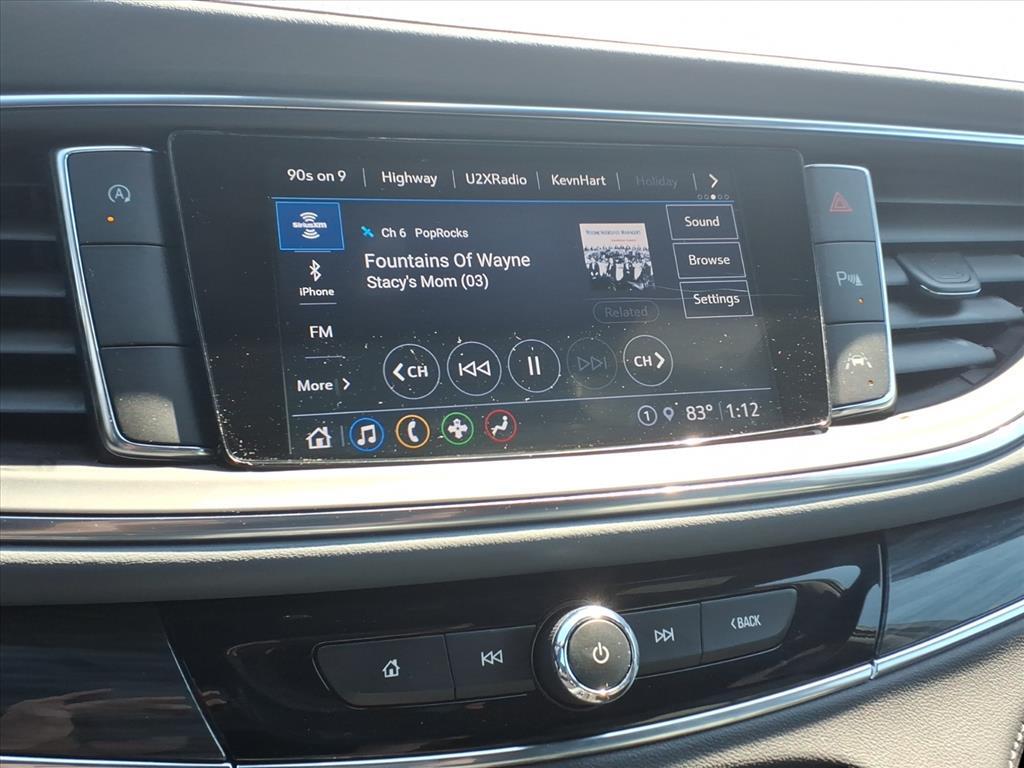 90s on 9 | Highway | U2XRadio | KevnHart | Holiday
SiriusXM
Ch 6 PopRocks
Fountains Of Wayne
Stacy's Mom (03)
Related
Sound
Browse
Settings
iPhone
FM
More
CH
CH
1 83° 1:12
A
P
BACK